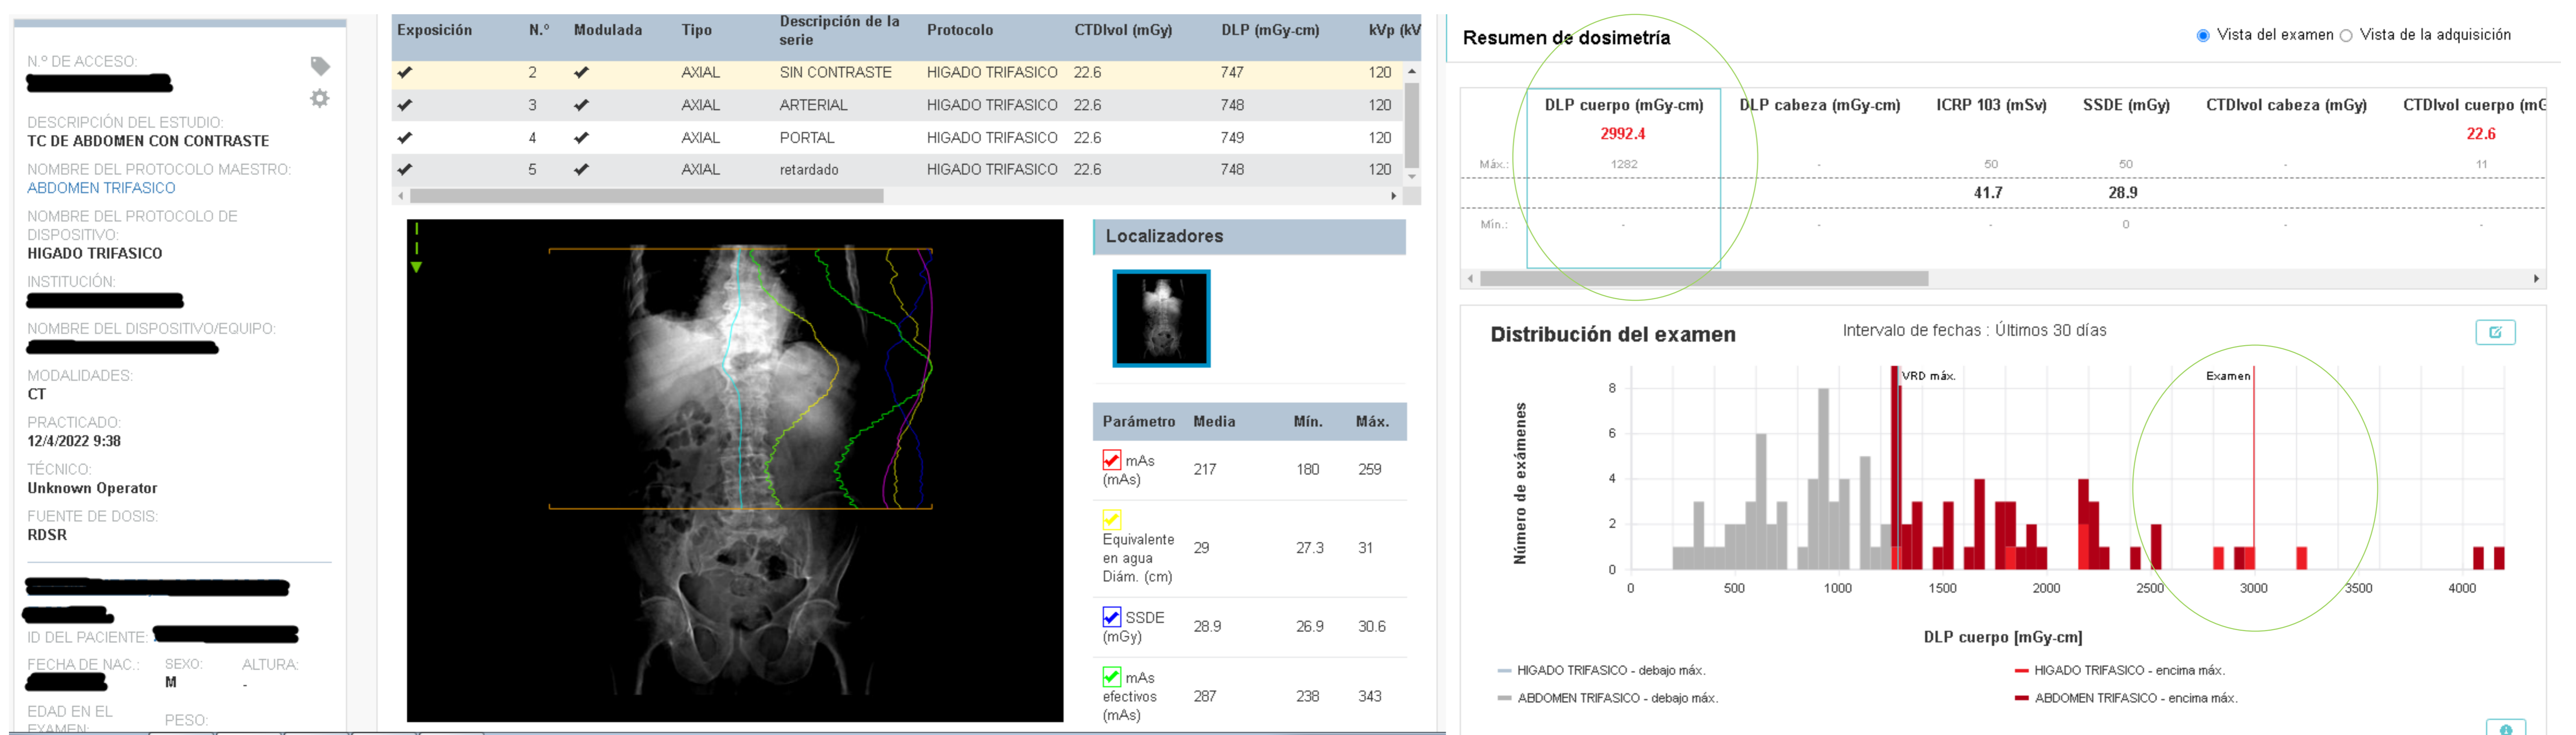 N.º DE ACCESO:
DESCRIPCIÓN DEL ESTUDIO:
TC DE ABDOMEN CON CONTRASTE
NOMBRE DEL PROTOCOLO MAESTRO:
ABDOMEN TRIFASICO
NOMBRE DEL PROTOCOLO DE
DISPOSITIVO:
HIGADO TRIFASICO
INSTITUCIÓN:
NOMBRE DEL DISPOSITIVO/EQUIPO:
MODALIDADES:
CT
PRACTICADO:
12/4/2022 9:38
TÉCNICO:
Unknown Operator
FUENTE DE DOSIS:
RDSR
ID DEL PACIENTE:
FECHA DE NAC.: SEXO: ALTURA:
M -
EDAD EN EL
EXAMEN: PESO:
Exposición N.º Modulada Tipo Descripción de la serie Protocolo CTDIvol (mGy) DLP (mGy-cm) kVp (kV
2 AXIAL SIN CONTRASTE HIGADO TRIFASICO 22.6 747 120
3 AXIAL ARTERIAL HIGADO TRIFASICO 22.6 748 120
4 AXIAL PORTAL HIGADO TRIFASICO 22.6 749 120
5 AXIAL retardado HIGADO TRIFASICO 22.6 748 120
Localizadores
Parámetro Media Mín. Máx.
mAs (mAs) 217 180 259
Equivalente en agua Diám. (cm) 29 27.3 31
SSDE (mGy) 28.9 26.9 30.6
mAs efectivos (mAs) 287 238 343
Resumen de dosimetría
Vista del examen Vista de la adquisición
DLP cuerpo (mGy-cm) DLP cabeza (mGy-cm) ICRP 103 (mSv) SSDE (mGy) CTDIvol cabeza (mGy) CTDIvol cuerpo (mG
2992.4 22.6
Máx.: 1282 - 50 50 - 11
41.7 28.9
Mín.: - - - 0 - -
Distribución del examen
Intervalo de fechas : Últimos 30 días
VRD máx.
Examen
Número de exámenes
8
6
4
2
0
0 500 1000 1500 2000 2500 3000 3500 4000
DLP cuerpo [mGy-cm]
HIGADO TRIFASICO - debajo máx.
HIGADO TRIFASICO - encima máx.
ABDOMEN TRIFASICO - debajo máx.
ABDOMEN TRIFASICO - encima máx.